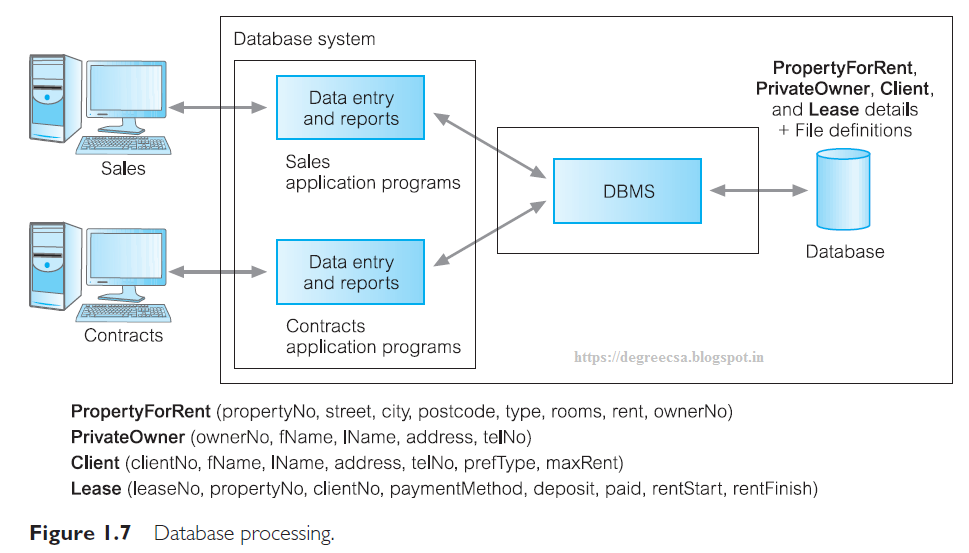 Database system
PropertyForRent,
PrivateOwner, Client,
and Lease details
+ File definitions
Data entry
and reports
Sales
Sales
application programs
DBMS
Database
Data entry
and reports
Contracts
Contracts
application programs
https://degreecsa.blogspot.in
PropertyForRent (propertyNo, street, city, postcode, type, rooms, rent, ownerNo)
PrivateOwner (ownerNo, fName, lName, address, telNo)
Client (clientNo, fName, lName, address, telNo, prefType, maxRent)
Lease (leaseNo, propertyNo, clientNo, paymentMethod, deposit, paid, rentStart, rentFinish)
Figure 1.7 Database processing.